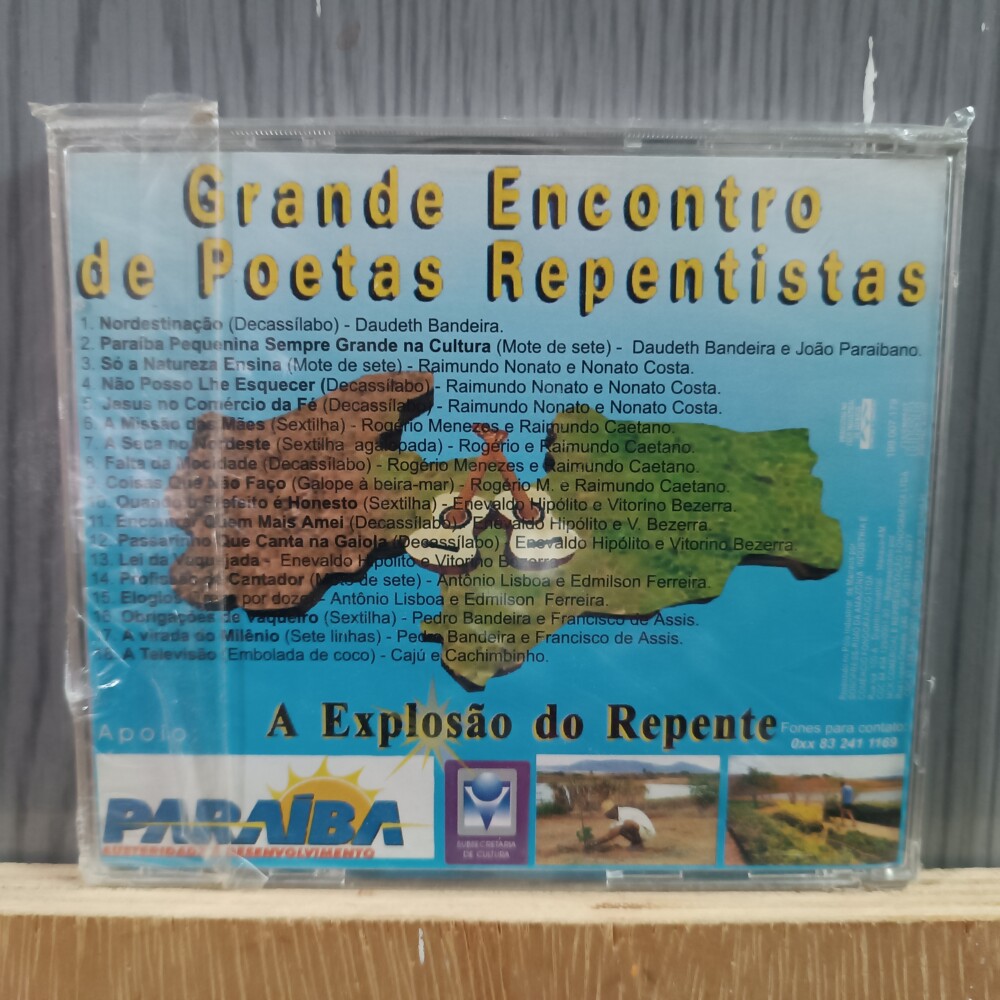 Grande Encontro
de Poetas Repentistas
1. Nordestinação (Decassílabo) - Daudeth Bandeira.
2. Paraíba Pequenina Sempre Grande na Cultura (Mote de sete) - Daudeth Bandeira e João Paraibano.
3. Só a Natureza Ensina (Mote de sete) - Raimundo Nonato e Nonato Costa.
4. Não Posso Lhe Esquecer (Decassílabo) - Raimundo Nonato e Nonato Costa.
5. Jasus no Comércio da Fé (Decassílabo) - Raimundo Nonato e Nonato Costa.
6. A Missão das Mães (Sextilha) - Rogério Menezes e Raimundo Caetano.
7. A Seca no Nordeste (Sextilha agalopada) - Rogério e Raimundo Caetano.
8. Falta da Mocidade (Decassílabo) - Rogério Menezes e Raimundo Caetano.
9. Coisas Que Não Faço (Galope à beira-mar) - Rogério M. e Raimundo Caetano.
Prefeito é Honesto (Sextilha) - Enevaldo Hipólito e Vitorino Bezerra.
11. Encontrei Quem Mais Amei (Decassílabo) - Enevaldo Hipólito e V. Bezerra.
12. Passarinho Que Canta na Gaiola (Decassílabo) - Enevaldo Hipólito e Vitorino Bezerra.
13. Lei da Vaquejada - Enevaldo Hipólito e Vitorino Bezerra.
14. Profissão de Cantador (Mote de sete) - Antônio Lisboa e Edmilson Ferreira.
15. Elogios por doze - Antônio Lisboa e Edmilson Ferreira.
16. Obrigações de Vaqueiro (Sextilha) - Pedro Bandeira e Francisco de Assis.
17. A virada do Milênio (Sete linhas) - Pedro Bandeira e Francisco de Assis.
18. A Televisão (Embolada de coco) - Cajú e Cachimbinho.
A Explosão do Repente
Fones para contato:
0xx 83 241 1169
Apoio:
PARAÍBA
AUSTERIDADE E DESENVOLVIMENTO
SUBSECRETARIA
DE CULTURA